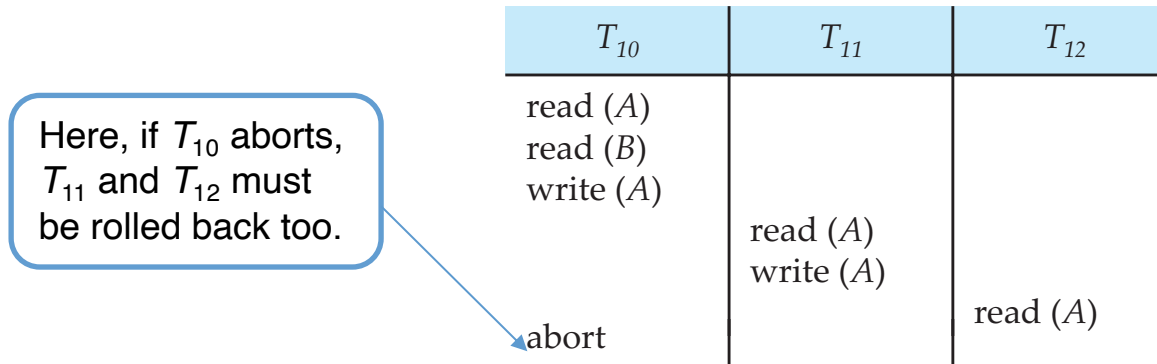 T10 T11 T12
Here, if T10 aborts,
T11 and T12 must
be rolled back too.
read (A)
read (B)
write (A)
read (A)
write (A)
read (A)
abort